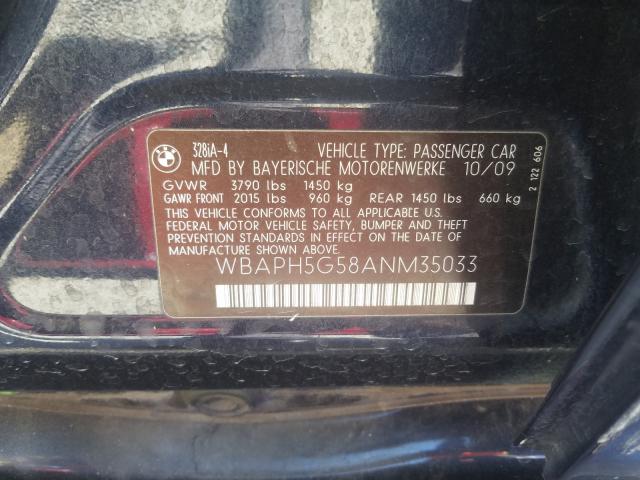 BMW
328iA-4 VEHICLE TYPE: PASSENGER CAR
MFD BY BAYERISCHE MOTORENWERKE 10/09
GVWR 3790 lbs 1450 kg
GAWR FRONT 2015 lbs 960 kg REAR 1450 lbs 660 kg
THIS VEHICLE CONFORMS TO ALL APPLICABLE U.S.
FEDERAL MOTOR VEHICLE SAFETY, BUMPER AND THEFT
PREVENTION STANDARDS IN EFFECT ON THE DATE OF
MANUFACTURE SHOWN ABOVE.
WBAPH5G58ANM35033
2 122 606